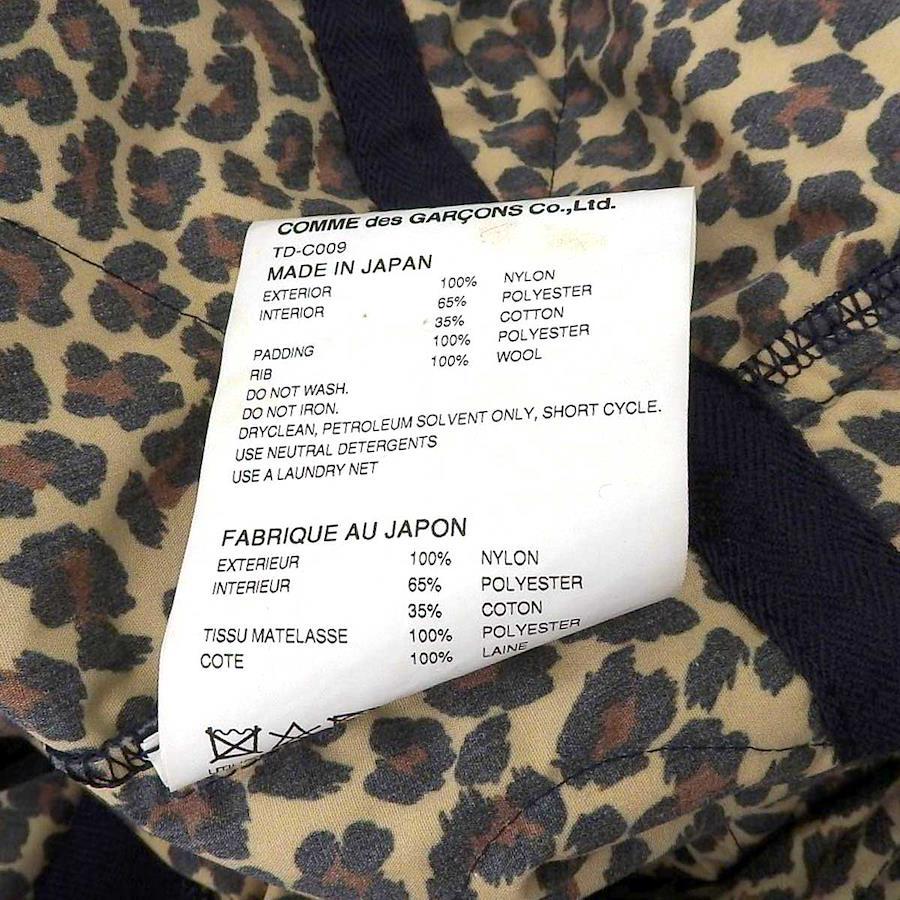 COMME des GARÇONS Co.,Ltd.
TD-C009
MADE IN JAPAN
EXTERIOR 100% NYLON
INTERIOR 65% POLYESTER
35% COTTON
PADDING 100% POLYESTER
RIB 100% WOOL
DO NOT WASH.
DO NOT IRON.
DRYCLEAN, PETROLEUM SOLVENT ONLY, SHORT CYCLE.
USE NEUTRAL DETERGENTS
USE A LAUNDRY NET
FABRIQUE AU JAPON
EXTERIEUR 100% NYLON
INTERIEUR 65% POLYESTER
35% COTON
TISSU MATELASSE 100% POLYESTER
COTE 100% LAINE